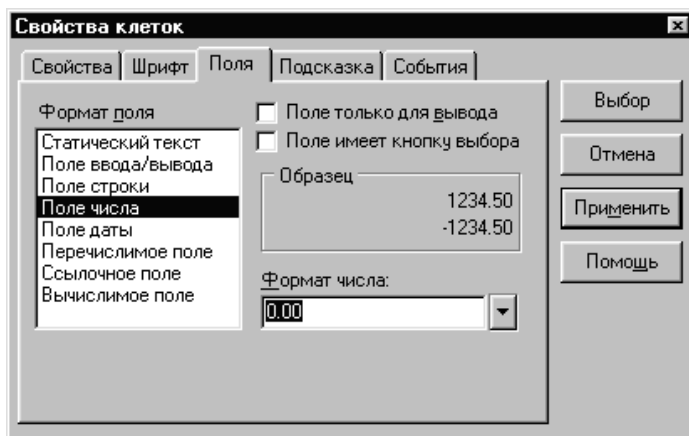 Свойства клеток
Свойства Шрифт Поля Подсказка События
Формат поля
Статический текст
Поле ввода/вывода
Поле строки
Поле числа
Поле даты
Перечислимое поле
Ссылочное поле
Вычислимое поле
Поле только для вывода
Поле имеет кнопку выбора
Образец
1234.50
-1234.50
Формат числа:
0.00
Выбор
Отмена
Применить
Помощь